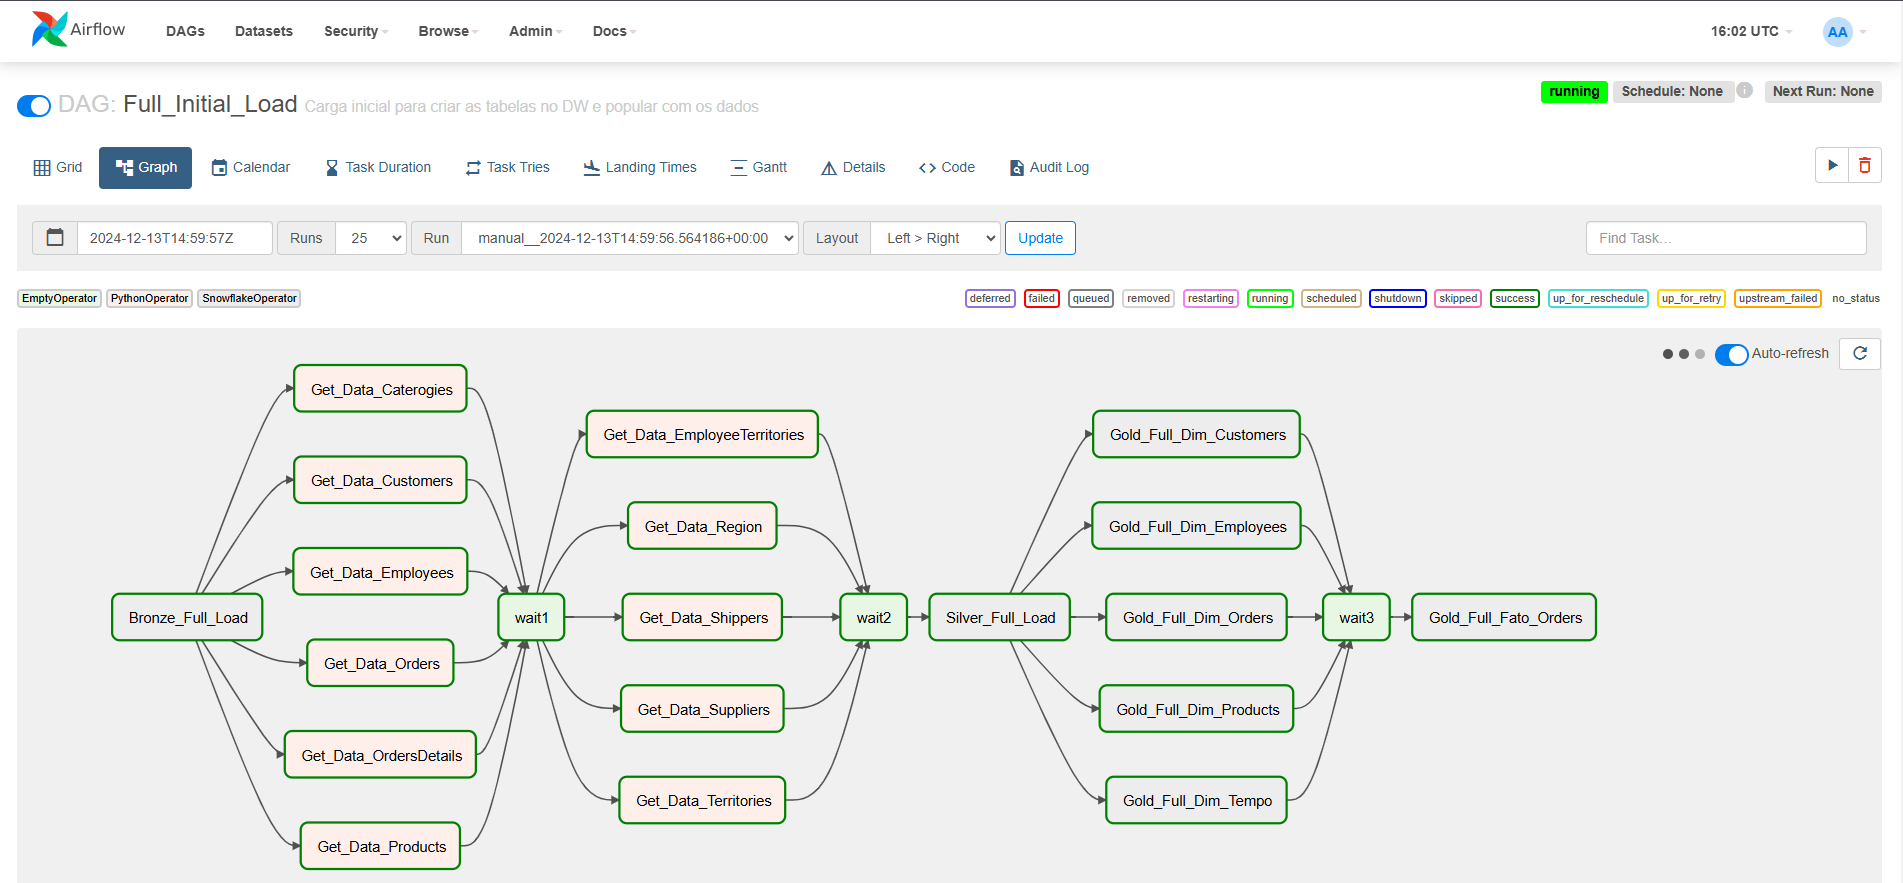 Airflow DAGs Datasets Security Browse Admin Docs 16:02 UTC AA
DAG: Full_Initial_Load Carga inicial para criar as tabelas no DW e popular com os dados
running Schedule: None i Next Run: None
Grid Graph Calendar Task Duration Task Tries Landing Times Gantt Details Code Audit Log
2024-12-13T14:59:57Z Runs 25 Run manual__2024-12-13T14:59:56.564186+00:00 Layout Left > Right Update Find Task...
EmptyOperator PythonOperator SnowflakeOperator
deferred failed queued removed restarting running scheduled shutdown skipped success up_for_reschedule up_for_retry upstream_failed no_status
Auto-refresh
Bronze_Full_Load
Get_Data_Caterogies
Get_Data_Customers
Get_Data_Employees
Get_Data_Orders
Get_Data_OrdersDetails
Get_Data_Products
wait1
Get_Data_EmployeeTerritories
Get_Data_Region
Get_Data_Shippers
Get_Data_Suppliers
Get_Data_Territories
wait2
Silver_Full_Load
Gold_Full_Dim_Customers
Gold_Full_Dim_Employees
Gold_Full_Dim_Orders
Gold_Full_Dim_Products
Gold_Full_Dim_Tempo
wait3
Gold_Full_Fato_Orders